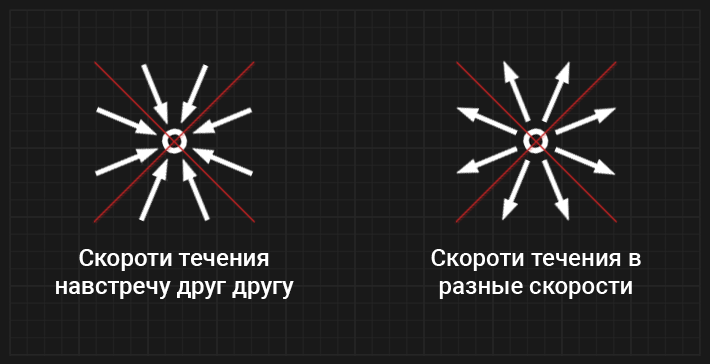 Скороти течения
навстречу друг другу
Скороти течения в
разные скорости